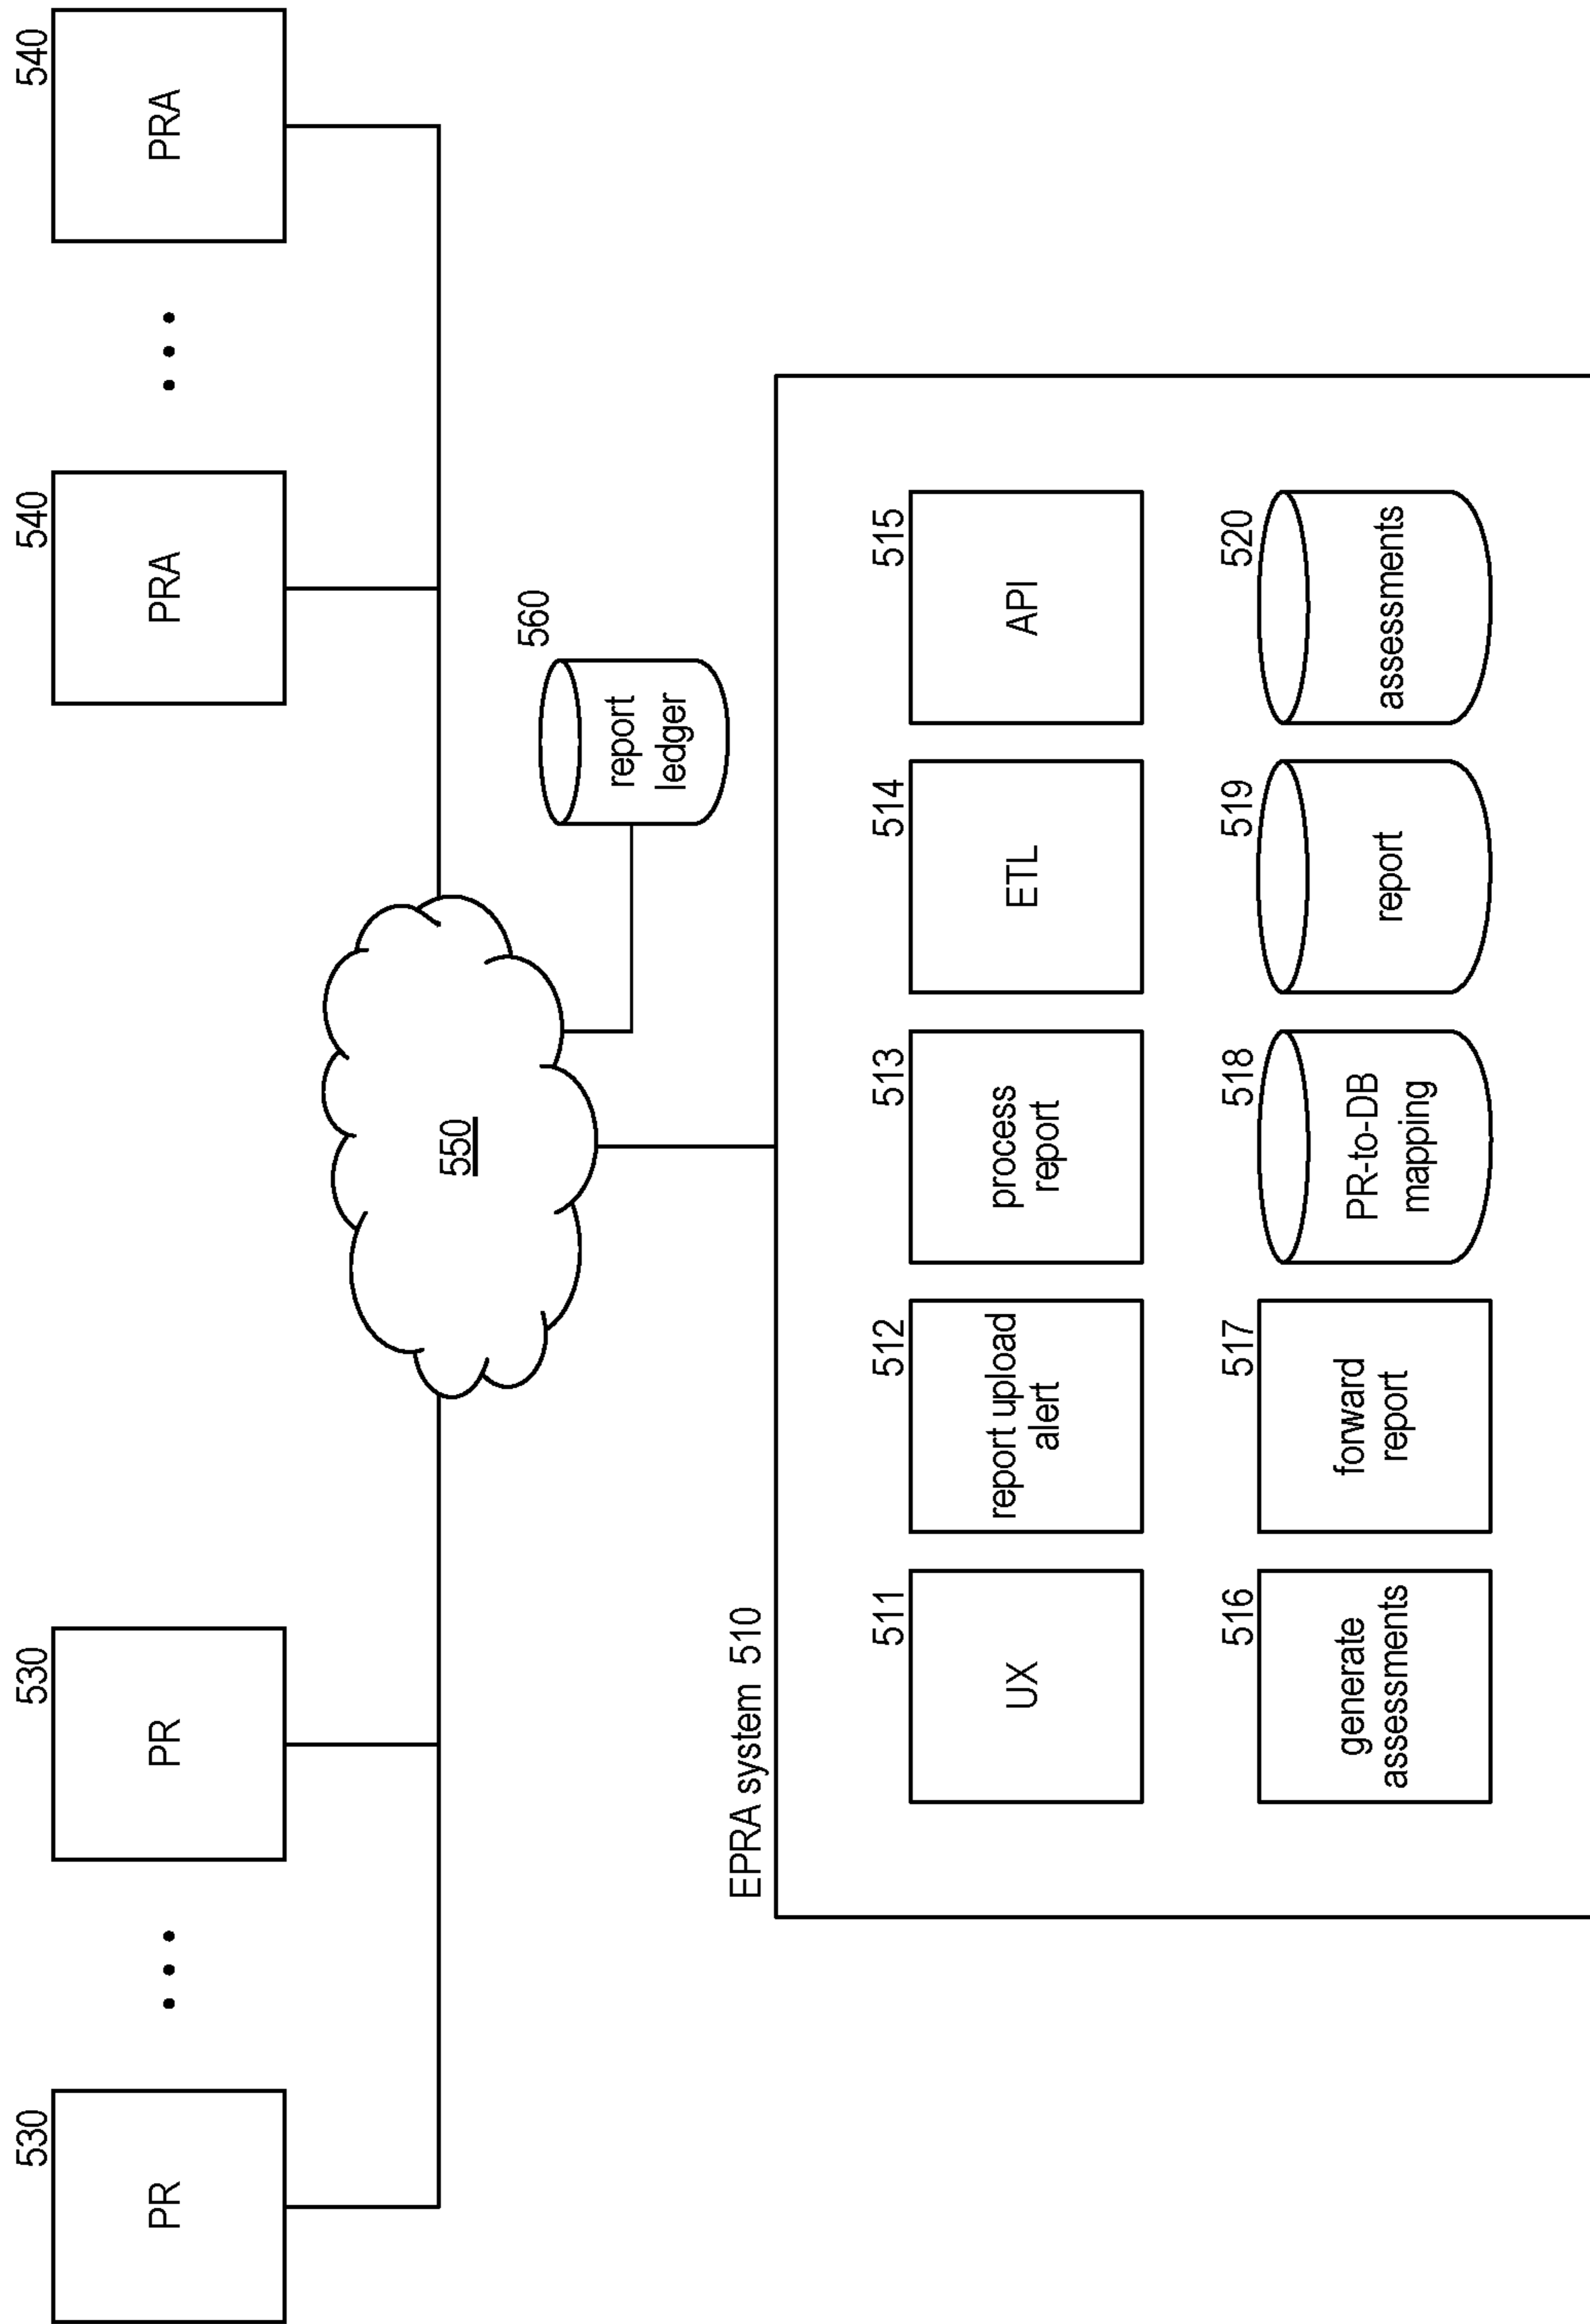 530
PR
530
PR
540
PRA
540
PRA
550
560
report
ledger
EPRA system 510
511
UX
512
report upload
alert
513
process
report
514
ETL
515
API
516
generate
assessments
517
forward
report
518
PR-to-DB
mapping
519
report
520
assessments